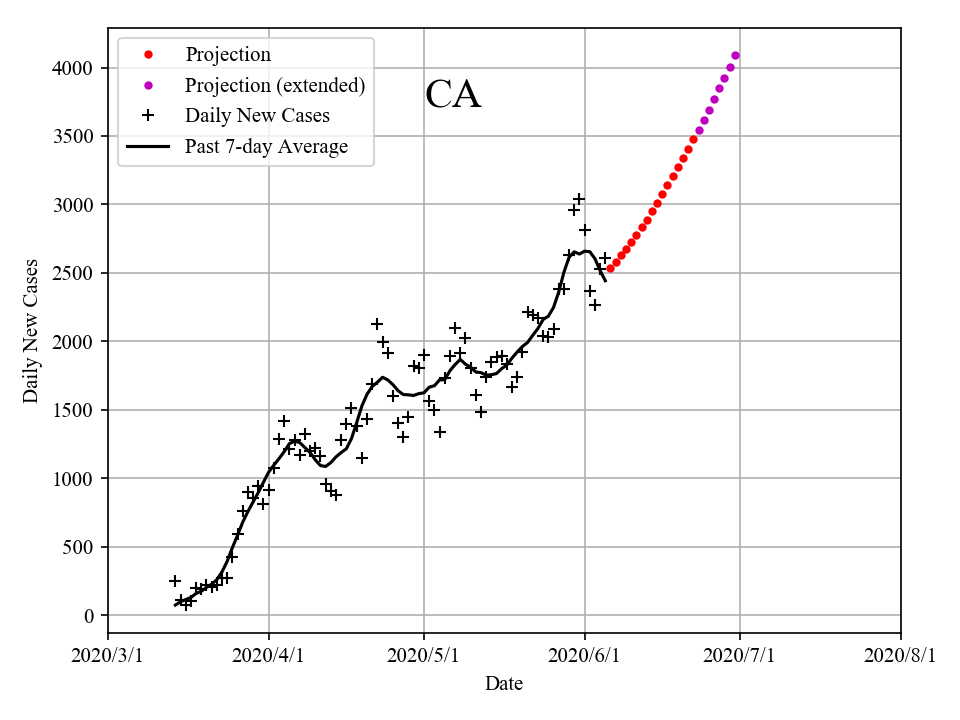 Projection
Projection (extended)
Daily New Cases
Past 7-day Average
CA
4000
3500
3000
2500
2000
1500
1000
500
0
Daily New Cases
2020/3/1 2020/4/1 2020/5/1 2020/6/1 2020/7/1 2020/8/1
Date